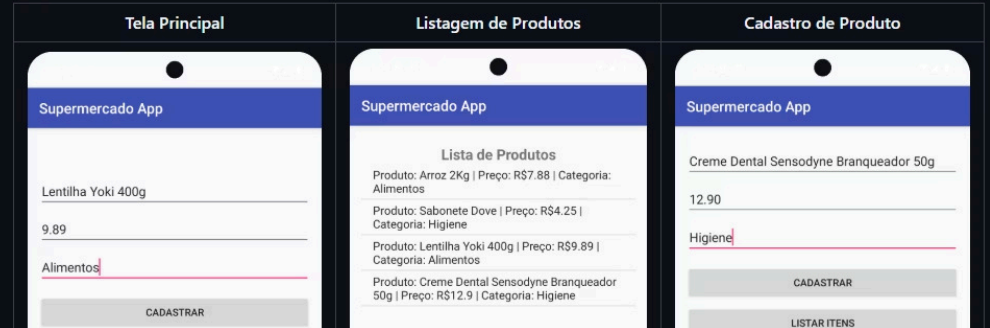 Tela Principal
Listagem de Produtos
Cadastro de Produto
Supermercado App
Lentilha Yoki 400g
9.89
Alimentos
CADASTRAR
Supermercado App
Lista de Produtos
Produto: Arroz 2Kg | Preço: R$7.88 | Categoria:
Alimentos
Produto: Sabonete Dove | Preço: R$4.25 |
Categoria: Higiene
Produto: Lentilha Yoki 400g | Preço: R$9.89 |
Categoria: Alimentos
Produto: Creme Dental Sensodyne Branqueador
50g | Preço: R$12.9 | Categoria: Higiene
Supermercado App
Creme Dental Sensodyne Branqueador 50g
12.90
Higiene
CADASTRAR
LISTAR ITENS